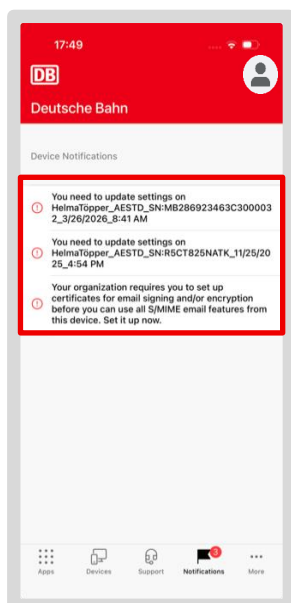 17:49
DB
Deutsche Bahn
Device Notifications
You need to update settings on
HelmaTöpper_AESTD_SN:MB286923463C300003
2_3/26/2026_8:41 AM
You need to update settings on
HelmaTöpper_AESTD_SN:R5CT825NATK_11/25/20
25_4:54 PM
Your organization requires you to set up
certificates for email signing and/or encryption
before you can use all S/MIME email features from
this device. Set it up now.
3
Apps Devices Support Notifications More